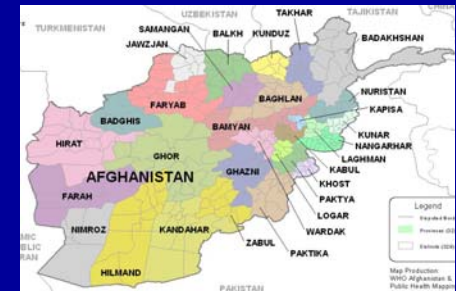 UZBEKISTAN
TAKHAR
TAJIKISTAN
SAMANGAN
TURKMENISTAN
BALKH
KUNDUZ
JAWZJAN
BADAKHSHAN
NURISTAN
FARYAB
BAGHLAN
KAPISA
BADGHIS
BAMYAN
KUNAR
HIRAT
NANGARHAR
GHOR
LAGHMAN
KABUL
AFGHANISTAN
GHAZNI
KHOST
FARAH
PAKTYA
LOGAR
Legend
NIMROZ
KANDAHAR
WARDAK
ZABUL
PAKTIKA
HILMAND
Map Production
WHO Afghanistan &
Public Health Mapping
PAKISTAN